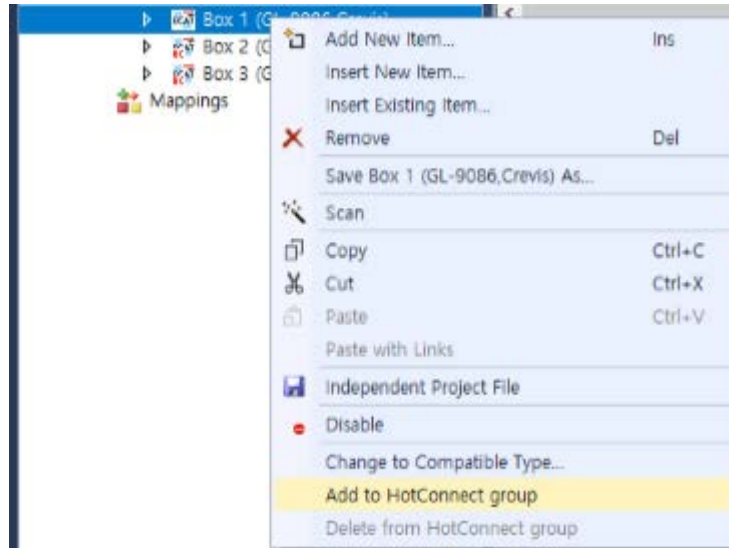 Box 1 (GL-9086,Crevis)
Box 2 (G
Box 3 (G
Mappings
Add New Item... Ins
Insert New Item...
Insert Existing Item...
Remove Del
Save Box 1 (GL-9086,Crevis) As...
Scan
Copy Ctrl+C
Cut Ctrl+X
Paste Ctrl+V
Paste with Links
Independent Project File
Disable
Change to Compatible Type...
Add to HotConnect group
Delete from HotConnect group